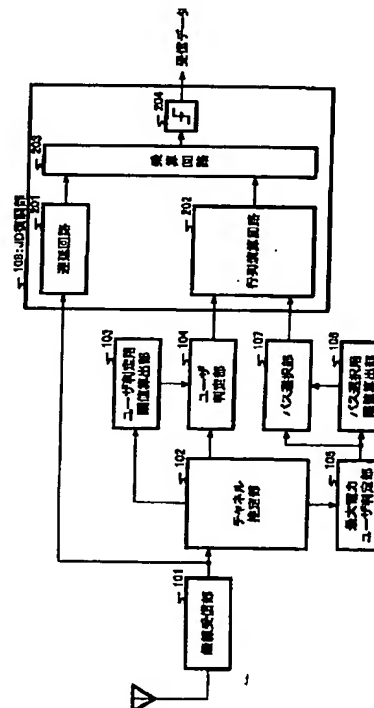 101
無線受信部
102
チャネル
推定部
103
ユーザ判定用
閾値算出部
104
ユーザ
判定部
105
最大電力
ユーザ判定部
106
パス選択用
閾値算出部
107
パス選択部
108:JD復調部
201
遅延回路
202
行列演算回路
203
乗算回路
204
受信データ